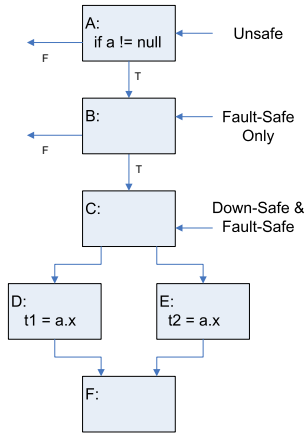 A:
if a != null
Unsafe
F
T
B:
Fault-Safe
Only
F
T
C:
Down-Safe &
Fault-Safe
D:
t1 = a.x
E:
t2 = a.x
F: